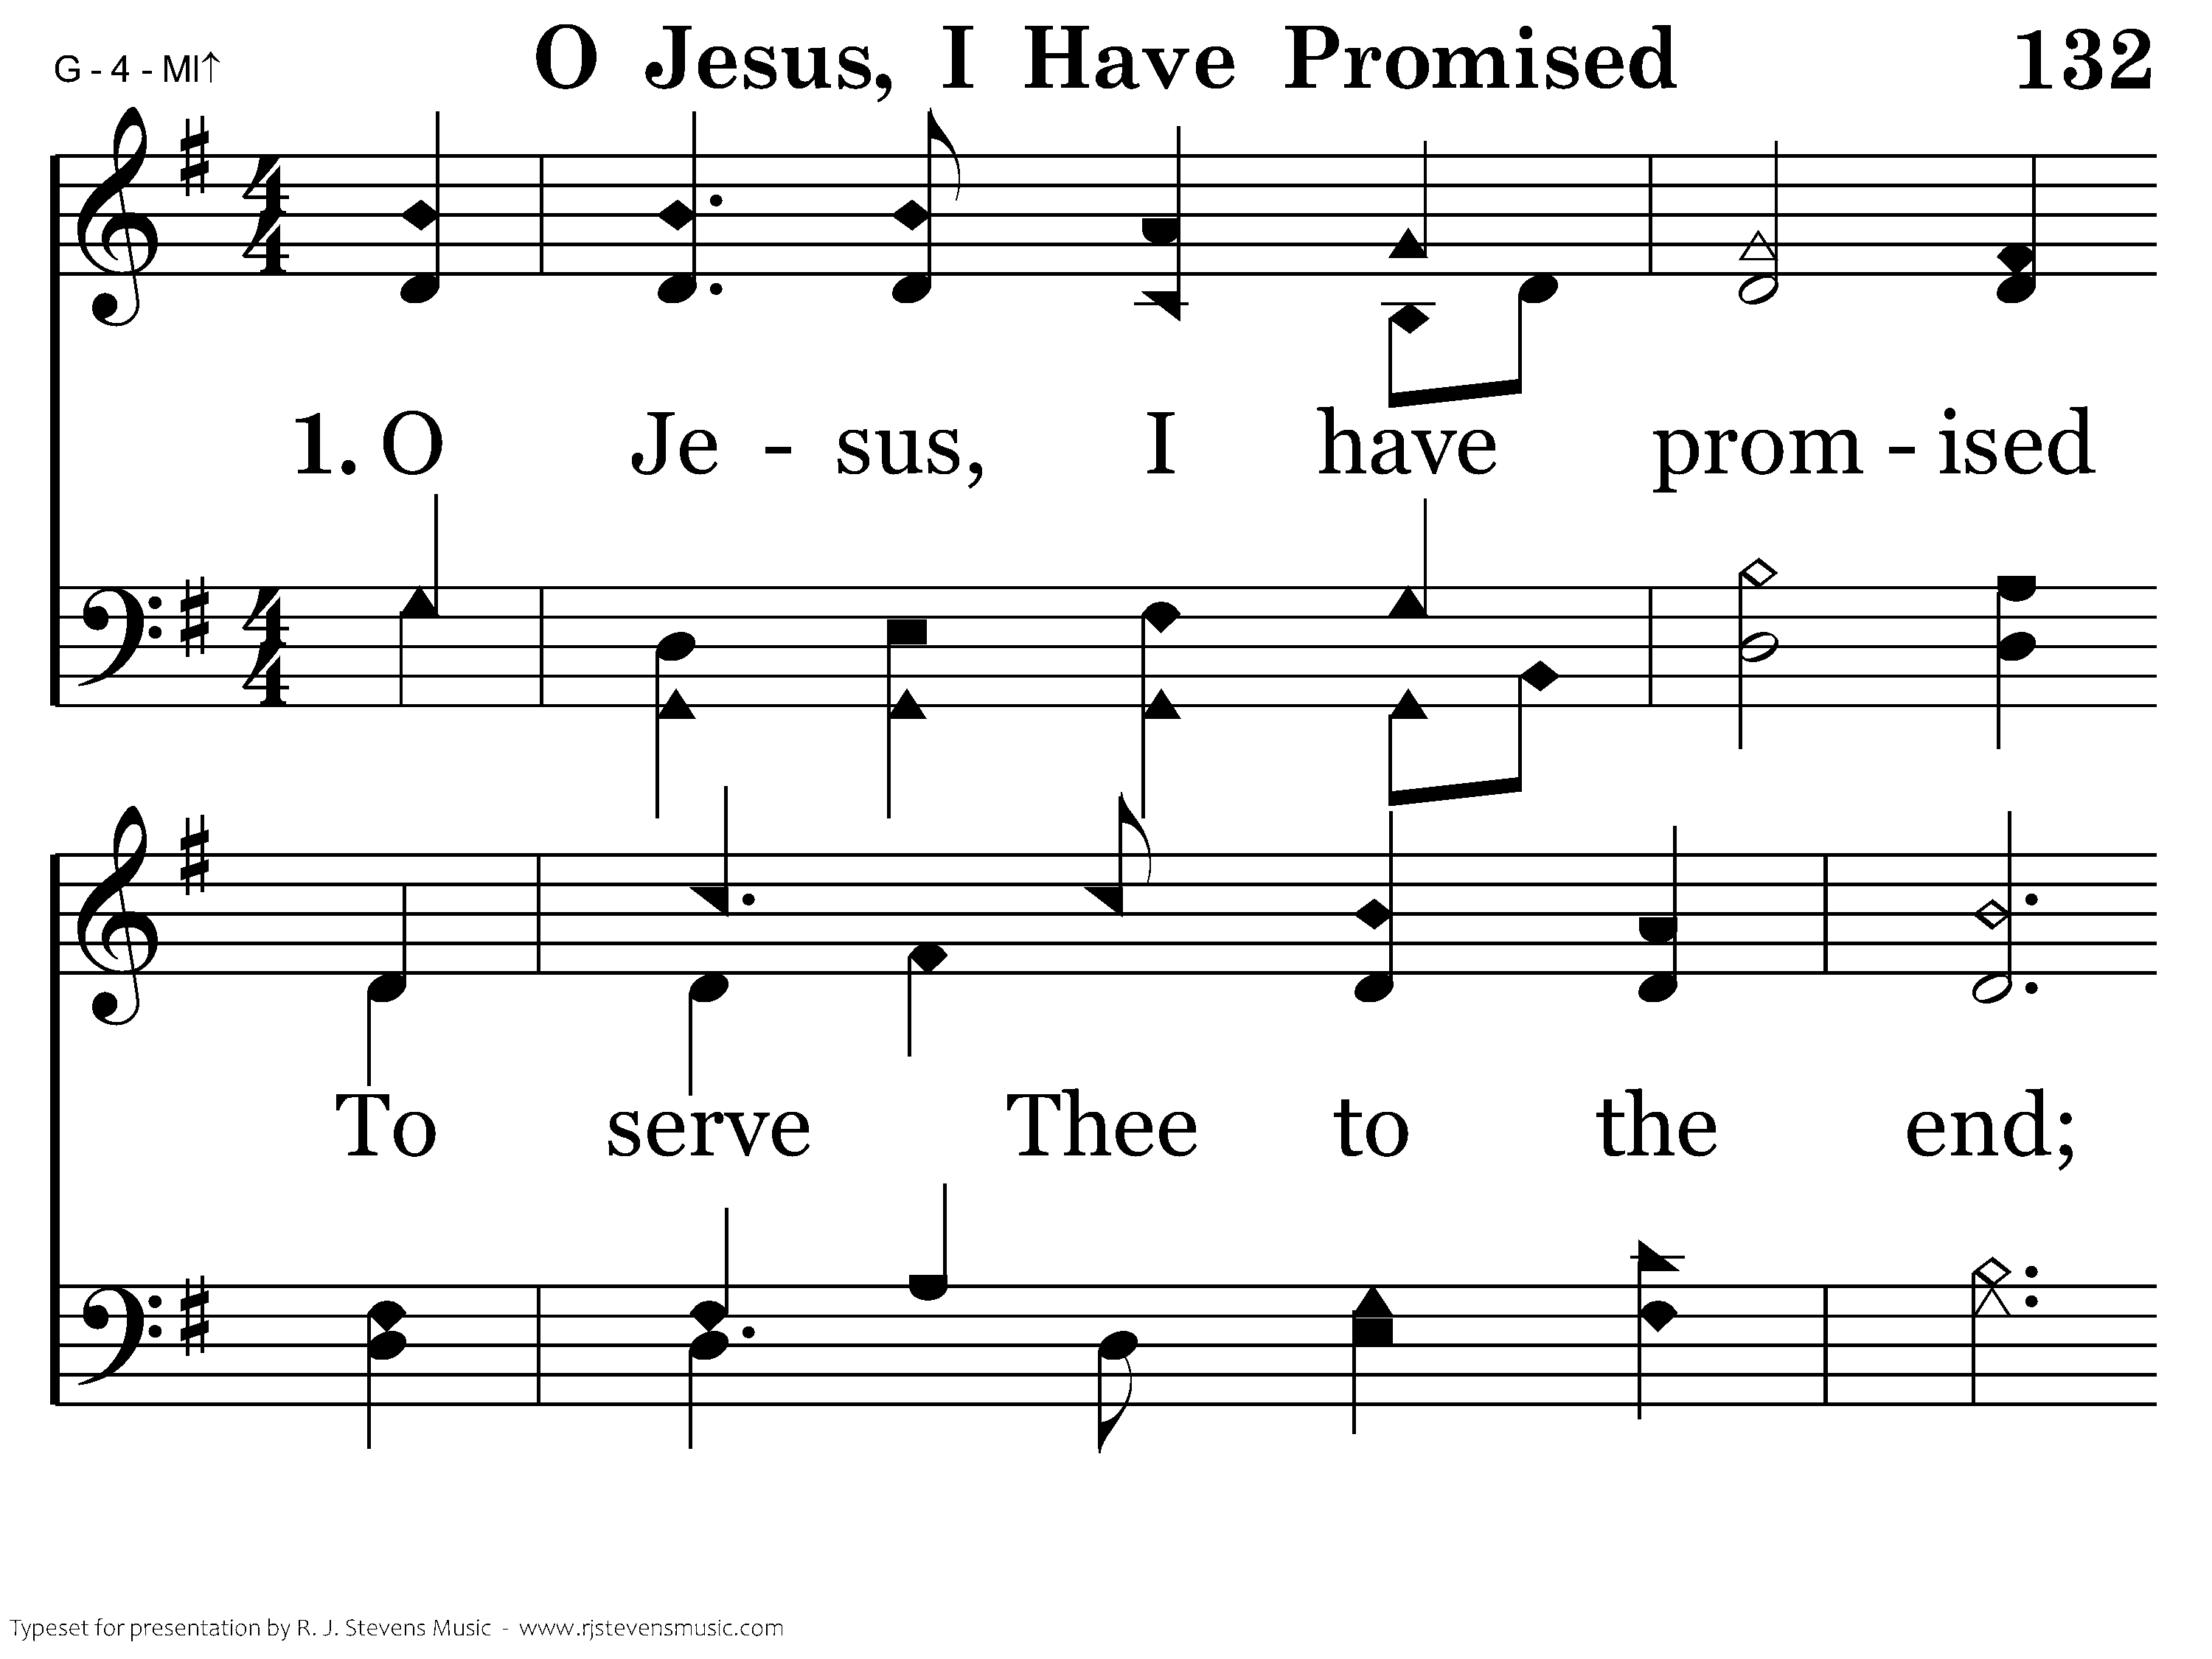 G - 4 - MI↑ O Jesus, I Have Promised 132
1. O Je - sus, I have prom - ised
To serve Thee to the end;
Typeset for presentation by R. J. Stevens Music - www.rjstevensmusic.com